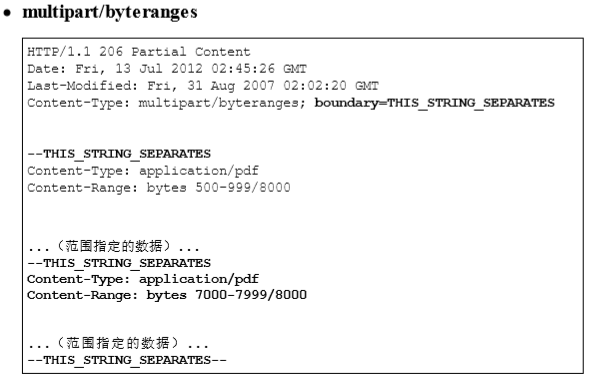 • multipart/byteranges
HTTP/1.1 206 Partial Content
Date: Fri, 13 Jul 2012 02:45:26 GMT
Last-Modified: Fri, 31 Aug 2007 02:02:20 GMT
Content-Type: multipart/byteranges; boundary=THIS_STRING_SEPARATES
--THIS_STRING_SEPARATES
Content-Type: application/pdf
Content-Range: bytes 500-999/8000
...（范围指定的数据）...
--THIS_STRING_SEPARATES
Content-Type: application/pdf
Content-Range: bytes 7000-7999/8000
...（范围指定的数据）...
--THIS_STRING_SEPARATES--